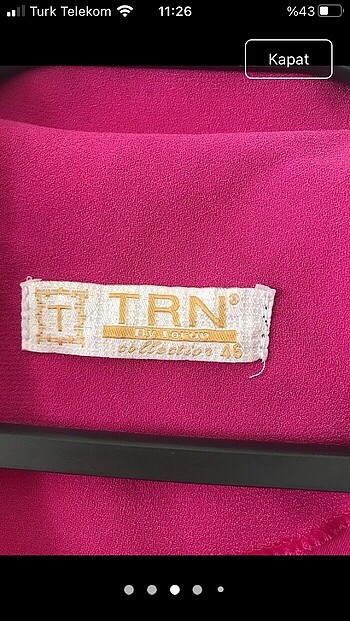 Turk Telekom 11:26 %43
Kapat
T
TRN®
collection 46